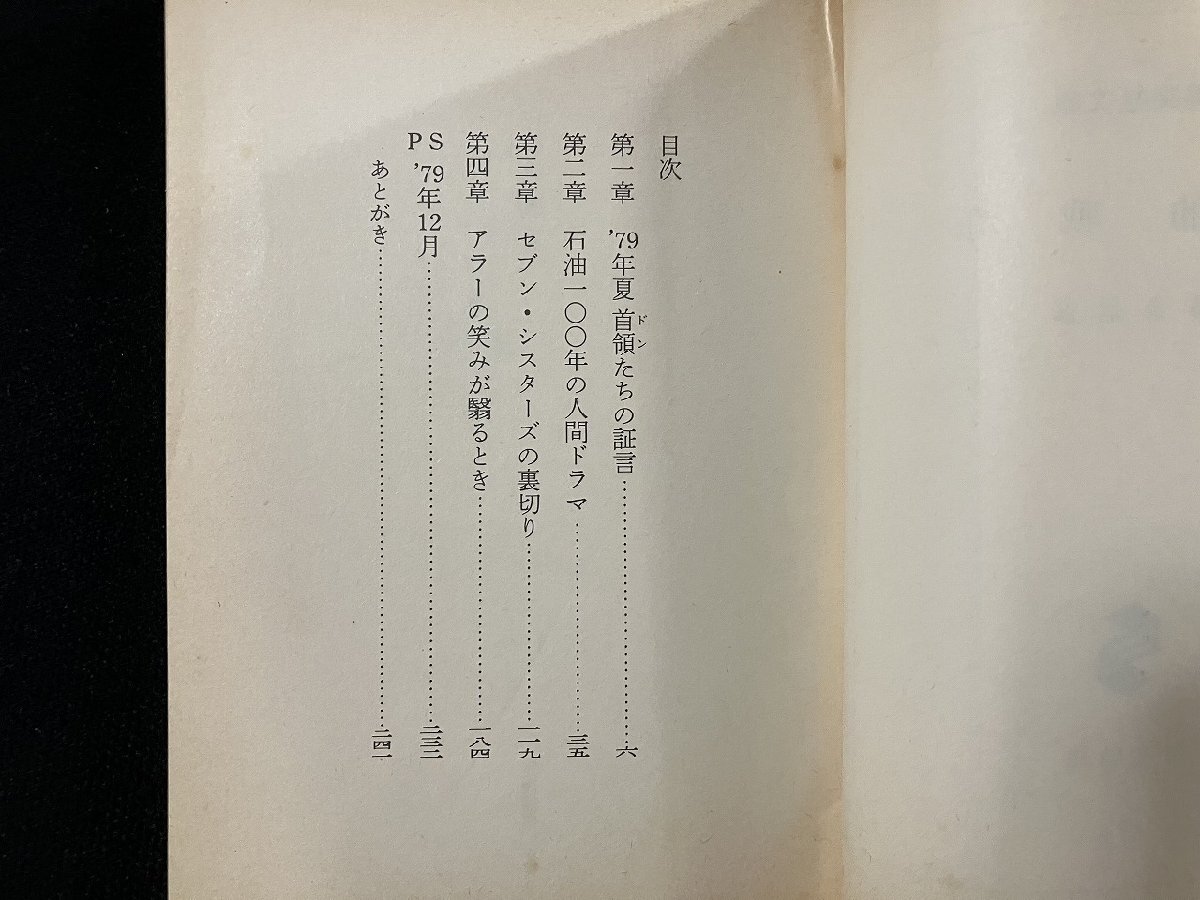 目次
第一章　'79年夏 首領たちの証言……………………六
ドン
第二章　石油一〇〇年の人間ドラマ……………………三五
第三章　セブン・シスターズの裏切り……………………一一九
第四章　アラーの笑みが翳るとき……………………一八四
PS　'79年12月……………………二三三
あとがき……………………二四一